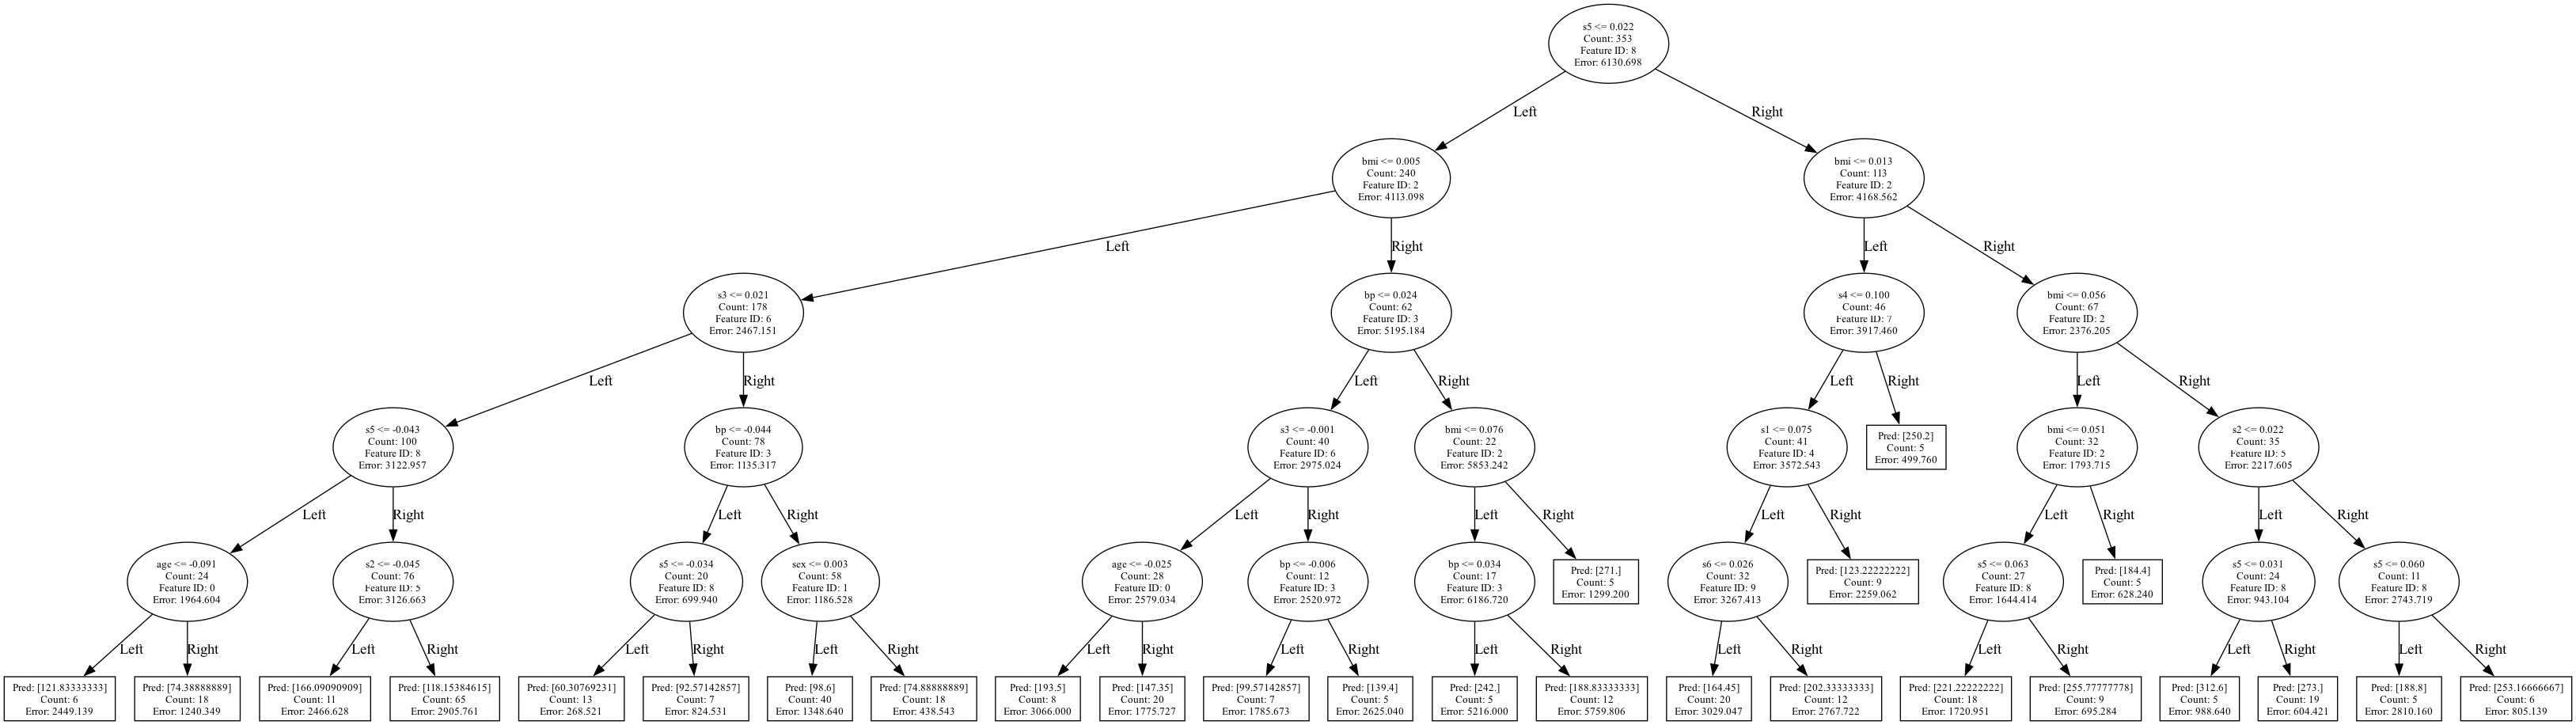 s5 <= 0.022
Count: 353
Feature ID: 8
Error: 6130.698
Left
Right
bmi <= 0.005
Count: 240
Feature ID: 2
Error: 4113.098
bmi <= 0.013
Count: 113
Feature ID: 2
Error: 4168.562
Left
Right
Left
Right
s3 <= 0.021
Count: 178
Feature ID: 6
Error: 2467.151
bp <= 0.024
Count: 62
Feature ID: 3
Error: 5195.184
s4 <= 0.100
Count: 46
Feature ID: 7
Error: 3917.460
bmi <= 0.056
Count: 67
Feature ID: 2
Error: 2376.205
Left
Right
Left
Right
Left
Right
Left
Right
s5 <= -0.043
Count: 100
Feature ID: 8
Error: 3122.957
bp <= -0.044
Count: 78
Feature ID: 3
Error: 1135.317
s3 <= -0.001
Count: 40
Feature ID: 6
Error: 2975.024
bmi <= 0.076
Count: 22
Feature ID: 2
Error: 5853.242
s1 <= 0.075
Count: 41
Feature ID: 4
Error: 3572.543
Pred: [250.2]
Count: 5
Error: 499.760
bmi <= 0.051
Count: 32
Feature ID: 2
Error: 1793.715
s2 <= 0.022
Count: 35
Feature ID: 5
Error: 2217.605
Left
Right
Left
Right
Left
Right
Left
Right
Left
Right
Left
Right
Left
Right
age <= -0.091
Count: 24
Feature ID: 0
Error: 1964.604
s2 <= -0.045
Count: 76
Feature ID: 5
Error: 3126.663
s5 <= -0.034
Count: 20
Feature ID: 8
Error: 699.940
sex <= 0.003
Count: 58
Feature ID: 1
Error: 1186.528
age <= -0.025
Count: 28
Feature ID: 0
Error: 2579.034
bp <= -0.006
Count: 12
Feature ID: 3
Error: 2520.972
bp <= 0.034
Count: 17
Feature ID: 3
Error: 6186.720
Pred: [271.]
Count: 5
Error: 1299.200
s6 <= 0.026
Count: 32
Feature ID: 9
Error: 3267.413
Pred: [123.22222222]
Count: 9
Error: 2259.062
s5 <= 0.063
Count: 27
Feature ID: 8
Error: 1644.414
Pred: [184.4]
Count: 5
Error: 628.240
s5 <= 0.031
Count: 24
Feature ID: 8
Error: 943.104
s5 <= 0.060
Count: 11
Feature ID: 8
Error: 2743.719
Left
Right
Left
Right
Left
Right
Left
Right
Left
Right
Left
Right
Left
Right
Left
Right
Left
Right
Left
Right
Left
Right
Pred: [121.83333333]
Count: 6
Error: 2449.139
Pred: [74.38888889]
Count: 18
Error: 1240.349
Pred: [166.09090909]
Count: 11
Error: 2466.628
Pred: [118.15384615]
Count: 65
Error: 2905.761
Pred: [60.30769231]
Count: 13
Error: 268.521
Pred: [92.57142857]
Count: 7
Error: 824.531
Pred: [98.6]
Count: 40
Error: 1348.640
Pred: [74.88888889]
Count: 18
Error: 438.543
Pred: [193.5]
Count: 8
Error: 3066.000
Pred: [147.35]
Count: 20
Error: 1775.727
Pred: [99.57142857]
Count: 7
Error: 1785.673
Pred: [139.4]
Count: 5
Error: 2625.040
Pred: [242.]
Count: 5
Error: 5216.000
Pred: [188.83333333]
Count: 12
Error: 5759.806
Pred: [164.45]
Count: 20
Error: 3029.047
Pred: [202.33333333]
Count: 12
Error: 2767.722
Pred: [221.22222222]
Count: 18
Error: 1720.951
Pred: [255.77777778]
Count: 9
Error: 695.284
Pred: [312.6]
Count: 5
Error: 988.640
Pred: [273.]
Count: 19
Error: 604.421
Pred: [188.8]
Count: 5
Error: 2810.160
Pred: [253.16666667]
Count: 6
Error: 805.139